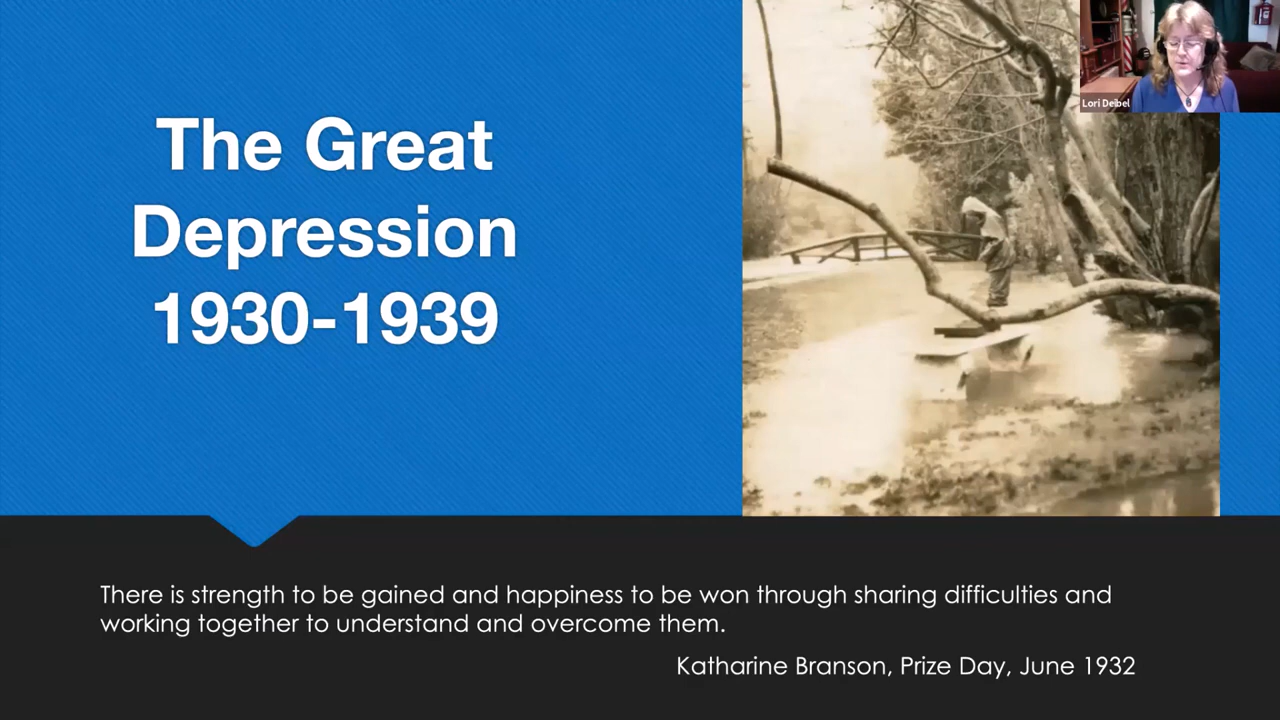 The Great
Depression
1930-1939
Lori Deibel
There is strength to be gained and happiness to be won through sharing difficulties and
working together to understand and overcome them.
Katharine Branson, Prize Day, June 1932